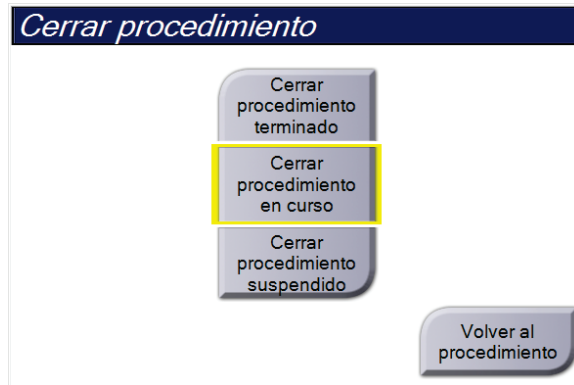 Cerrar procedimiento
Cerrar
procedimiento
terminado
Cerrar
procedimiento
en curso
Cerrar
procedimiento
suspendido
Volver al
procedimiento